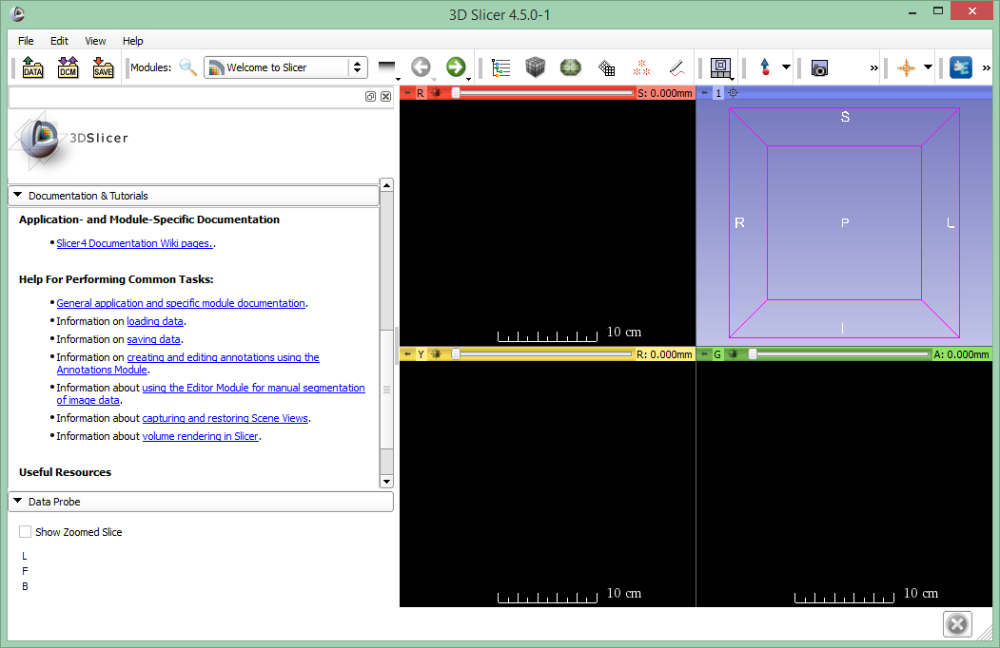 3D Slicer 4.5.0-1
File Edit View Help
DATA DCM SAVE Modules: Welcome to Slicer
R S: 0.000mm 1
3DSlicer
S
R P L
I
10 cm
Documentation & Tutorials
Application- and Module-Specific Documentation
Slicer4 Documentation Wiki pages..
Help For Performing Common Tasks:
General application and specific module documentation.
Information on loading data.
Information on saving data.
Information on creating and editing annotations using the
Annotations Module.
Information about using the Editor Module for manual segmentation
of image data.
Information about capturing and restoring Scene Views.
Information about volume rendering in Slicer.
Useful Resources
Y R: 0.000mm G A: 0.000mm
Data Probe
Show Zoomed Slice
L
F
B
10 cm 10 cm